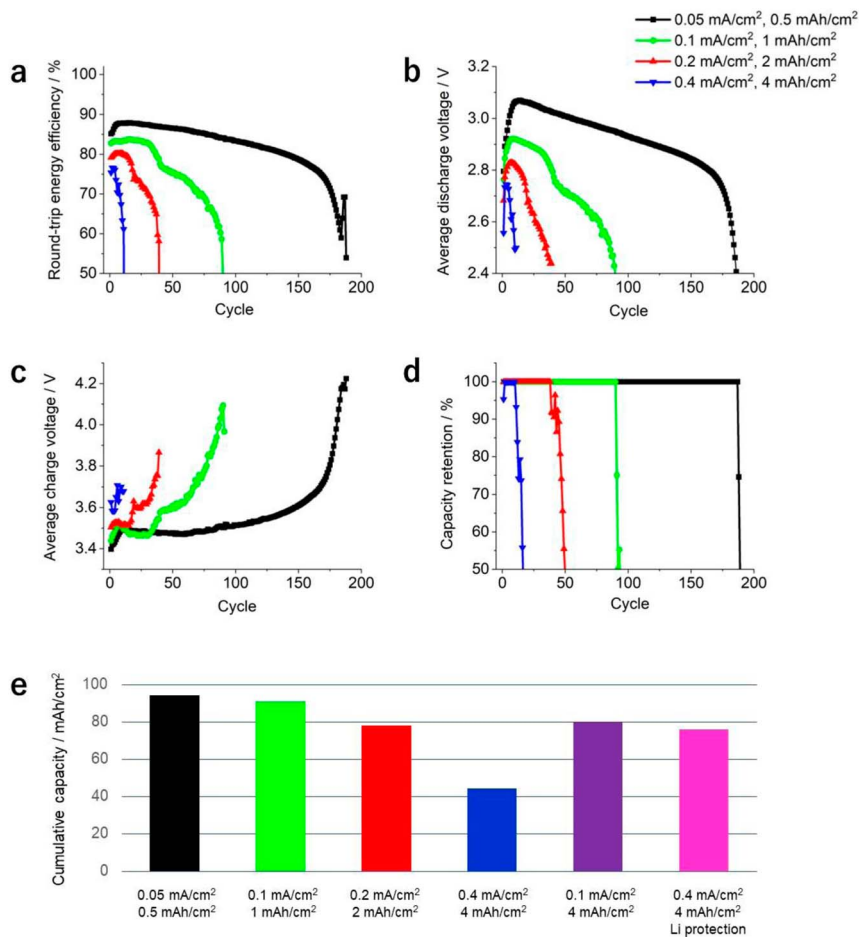 0.05 mA/cm², 0.5 mAh/cm²
0.1 mA/cm², 1 mAh/cm²
0.2 mA/cm², 2 mAh/cm²
0.4 mA/cm², 4 mAh/cm²
a
Round-trip energy efficiency / %
100
90
80
70
60
50
0
50
100
150
200
Cycle
b
Average discharge voltage / V
3.2
3.0
2.8
2.6
2.4
0
50
100
150
200
Cycle
c
Average charge voltage / V
4.2
4.0
3.8
3.6
3.4
0
50
100
150
200
Cycle
d
Capacity retention / %
100
90
80
70
60
50
0
50
100
150
200
Cycle
e
Cumulative capacity / mAh/cm²
100
80
60
40
20
0
0.05 mA/cm² 0.1 mA/cm² 0.2 mA/cm² 0.4 mA/cm² 0.1 mA/cm² 0.4 mA/cm²
0.5 mAh/cm² 1 mAh/cm² 2 mAh/cm² 4 mAh/cm² 4 mAh/cm² 4 mAh/cm²
Li protection